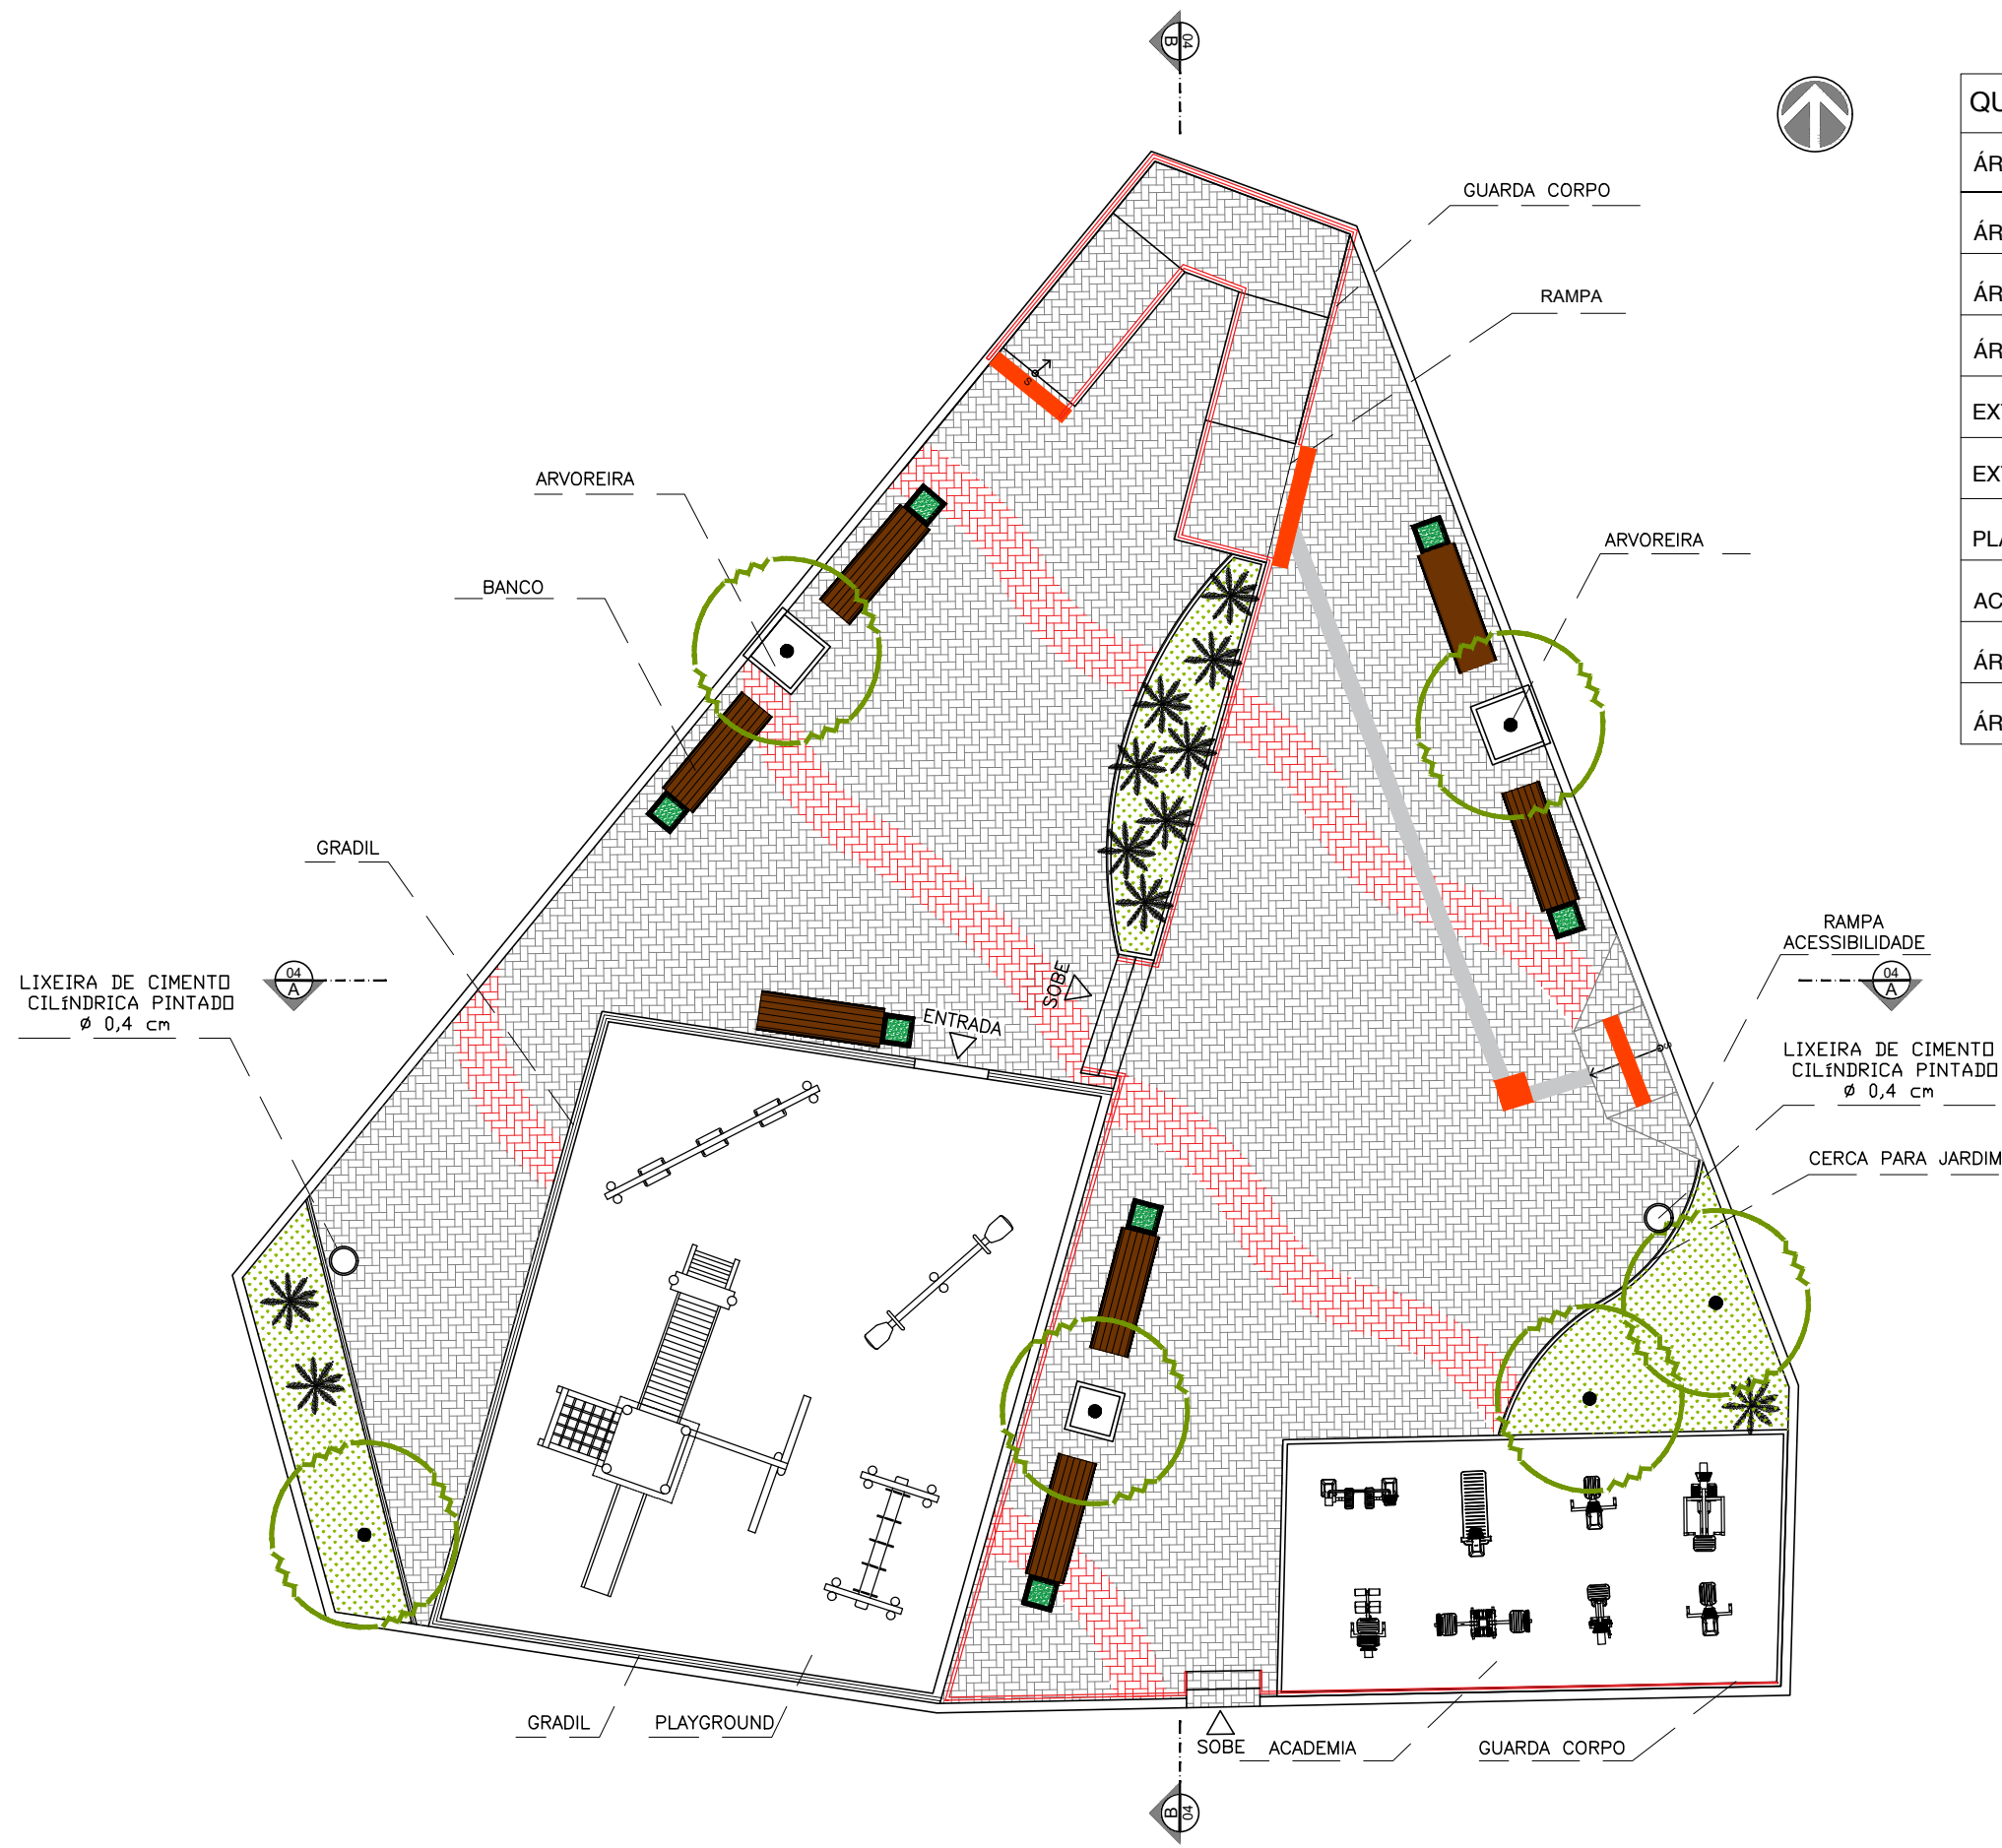 B
04
QU
ÁR
GUARDA CORPO
ÁR
ÁR
RAMPA
ÁR
S
EX
ARVOREIRA
EX
ARVOREIRA
PLA
BANCO
AC
ÁR
ÁR
GRADIL
RAMPA
ACESSIBILIDADE
LIXEIRA DE CIMENTO
CILÍNDRICA PINTADO
Ø 0,4 cm
04
A
SOBE
ENTRADA
04
A
S
LIXEIRA DE CIMENTO
CILÍNDRICA PINTADO
Ø 0,4 cm
CERCA PARA JARDIM
GRADIL
PLAYGROUND
SOBE
ACADEMIA
GUARDA CORPO
B
04